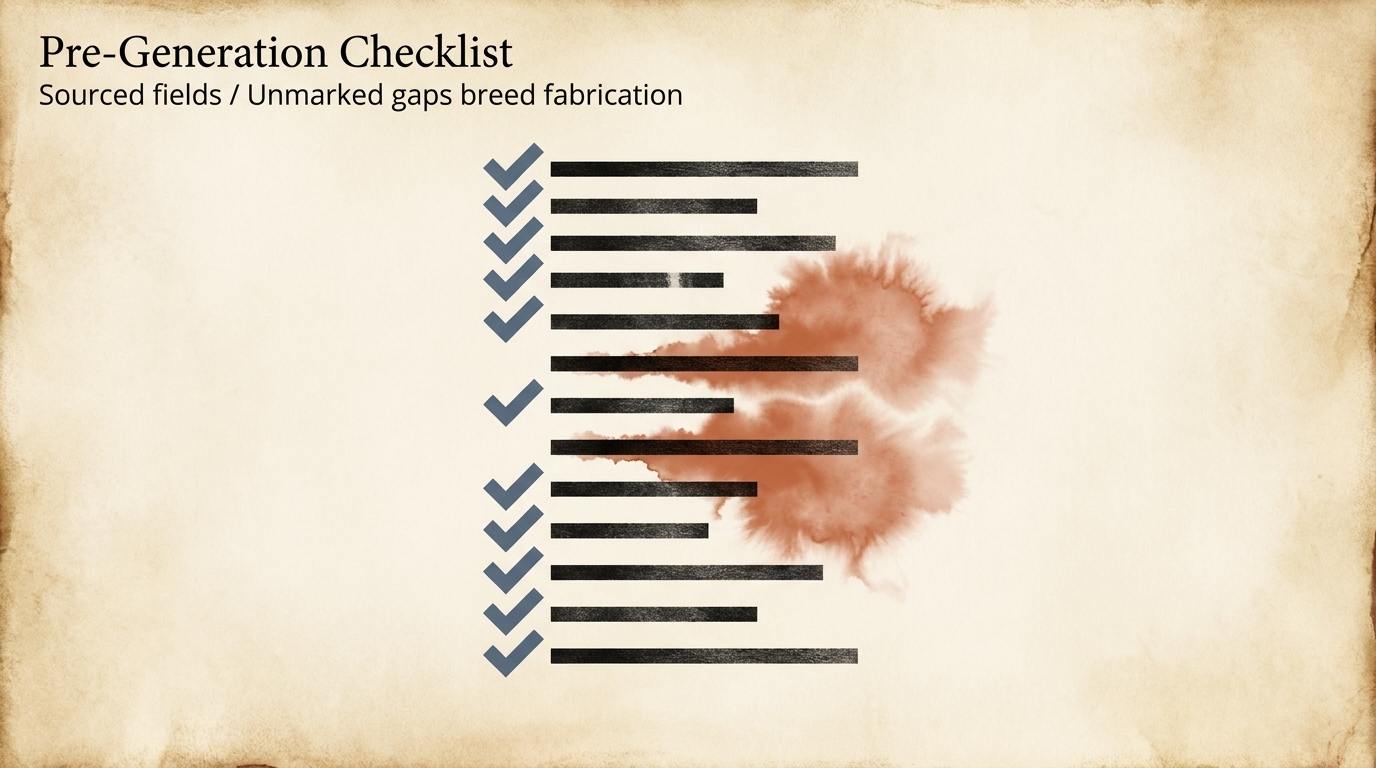 Pre-Generation Checklist
Sourced fields / Unmarked gaps breed fabrication